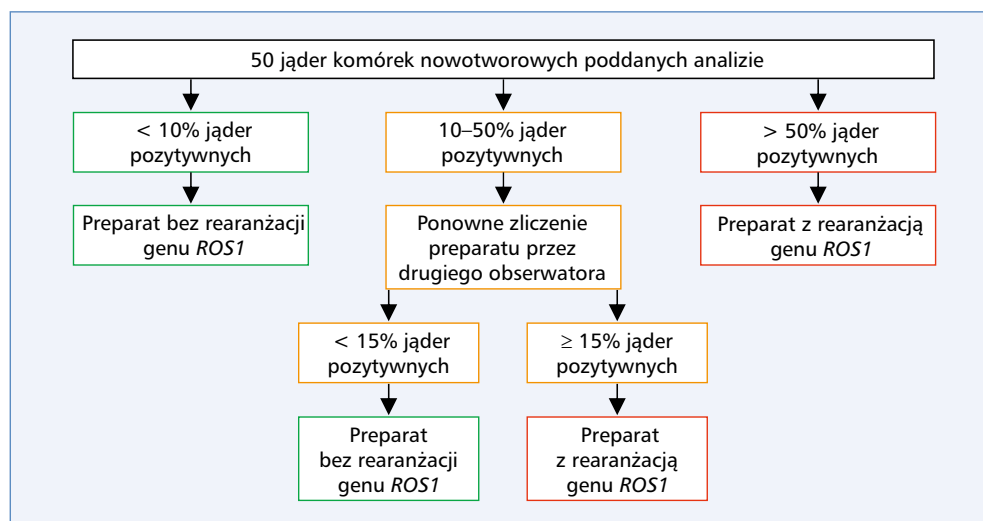 50 jąder komórek nowotworowych poddanych analizie
< 10% jąder
pozytywnych
10–50% jąder
pozytywnych
> 50% jąder
pozytywnych
Preparat bez rearanżacji
genu ROS1
Ponowne zliczenie
preparatu przez
drugiego obserwatora
Preparat z rearanżacją
genu ROS1
< 15% jąder
pozytywnych
≥ 15% jąder
pozytywnych
Preparat
bez rearanżacji
genu ROS1
Preparat
z rearanżacją
genu ROS1